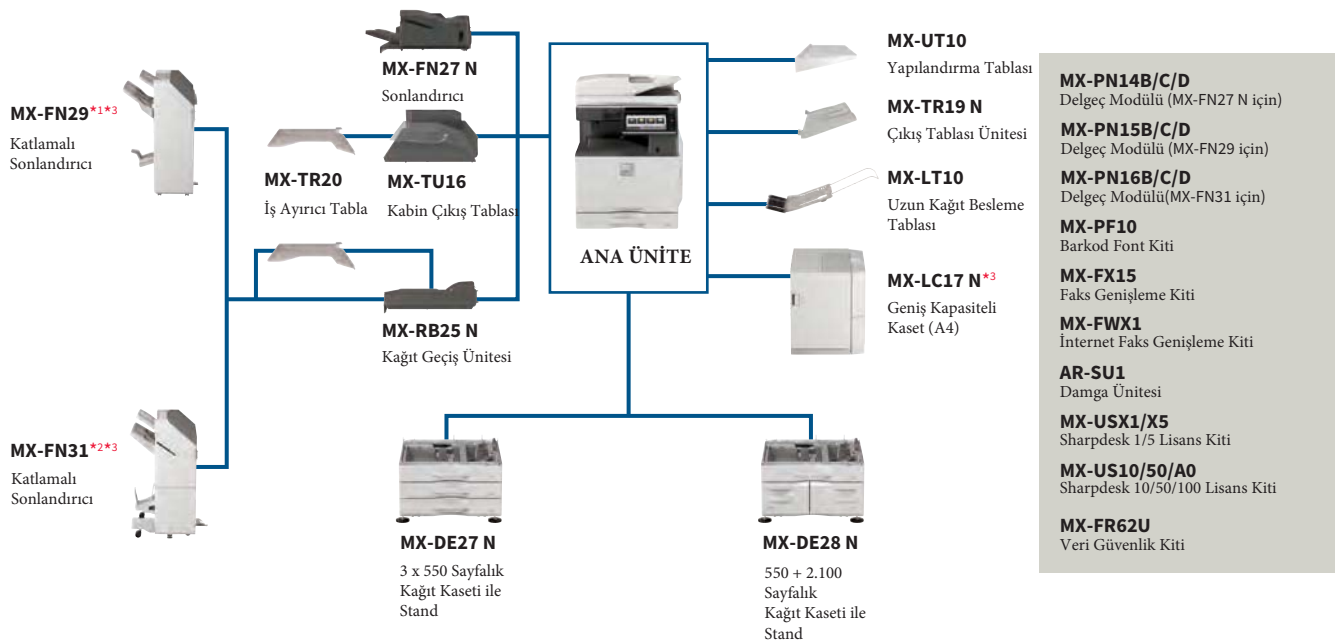 MX-FN29*1*3
Katlamalı
Sonlandırıcı
MX-FN31*2*3
Katlamalı
Sonlandırıcı
MX-FN27 N
Sonlandırıcı
MX-TR20
İş Ayırıcı Tabla
MX-TU16
Kabin Çıkış Tablası
MX-RB25 N
Kağıt Geçiş Ünitesi
ANA ÜNİTE
MX-DE27 N
3 x 550 Sayfalık
Kağıt Kaseti ile
Stand
MX-DE28 N
550 + 2.100
Sayfalık
Kağıt Kaseti ile
Stand
MX-UT10
Yapılandırma Tablası
MX-TR19 N
Çıkış Tablası Ünitesi
MX-LT10
Uzun Kağıt Besleme
Tablası
MX-LC17 N*3
Geniş Kapasiteli
Kaset (A4)
MX-PN14B/C/D
Delgeç Modülü (MX-FN27 N için)
MX-PN15B/C/D
Delgeç Modülü (MX-FN29 için)
MX-PN16B/C/D
Delgeç Modülü(MX-FN31 için)
MX-PF10
Barkod Font Kiti
MX-FX15
Faks Genişleme Kiti
MX-FWX1
İnternet Faks Genişleme Kiti
AR-SU1
Damga Ünitesi
MX-USX1/X5
Sharpdesk 1/5 Lisans Kiti
MX-US10/50/A0
Sharpdesk 10/50/100 Lisans Kiti
MX-FR62U
Veri Güvenlik Kiti